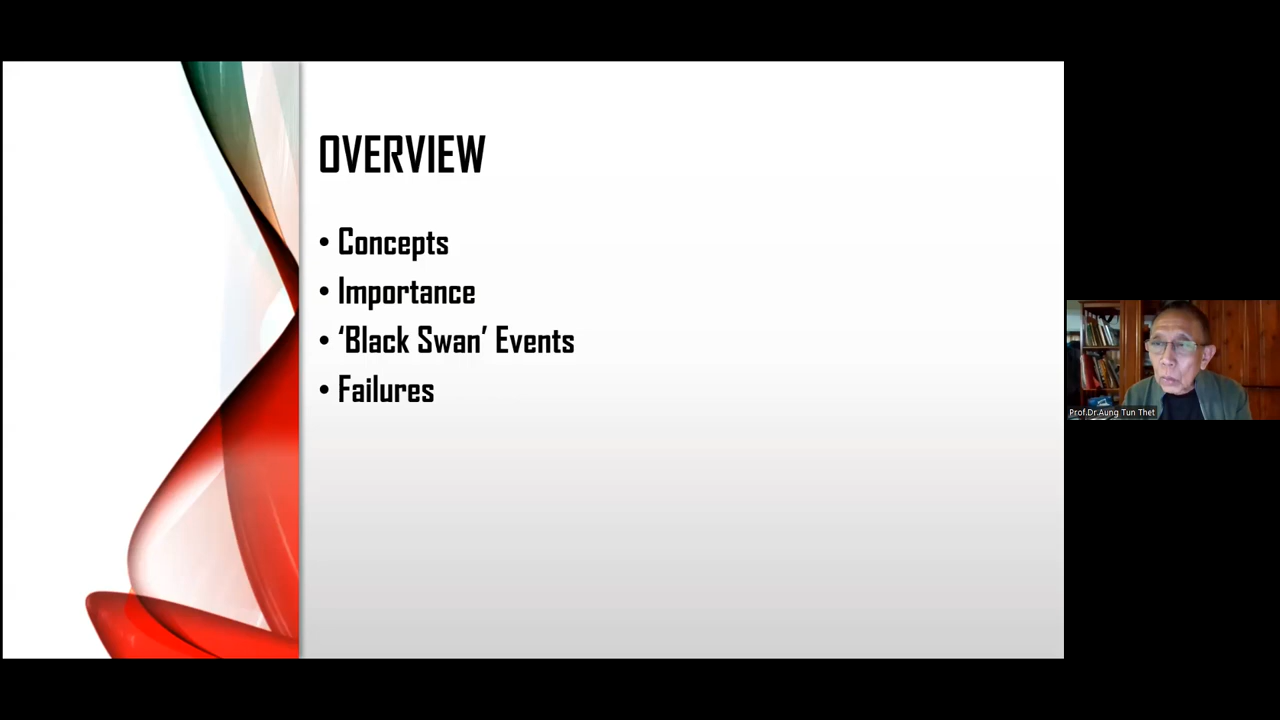 OVERVIEW
• Concepts
• Importance
• ‘Black Swan’ Events
• Failures
Prof.Dr.Aung Tun Thet